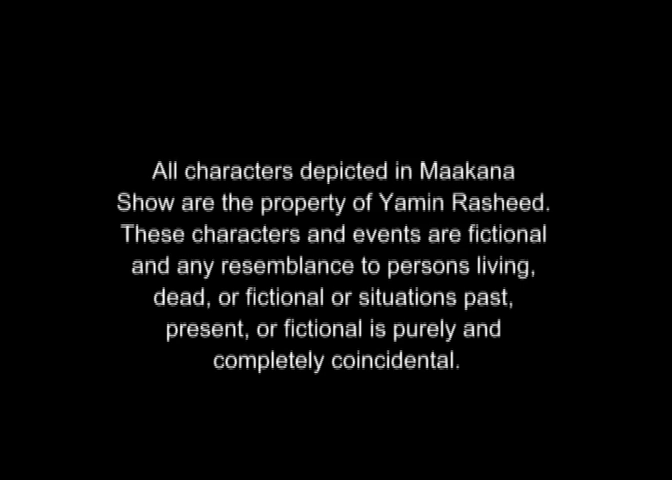 All characters depicted in Maakana
Show are the property of Yamin Rasheed.
These characters and events are fictional
and any resemblance to persons living,
dead, or fictional or situations past,
present, or fictional is purely and
completely coincidental.